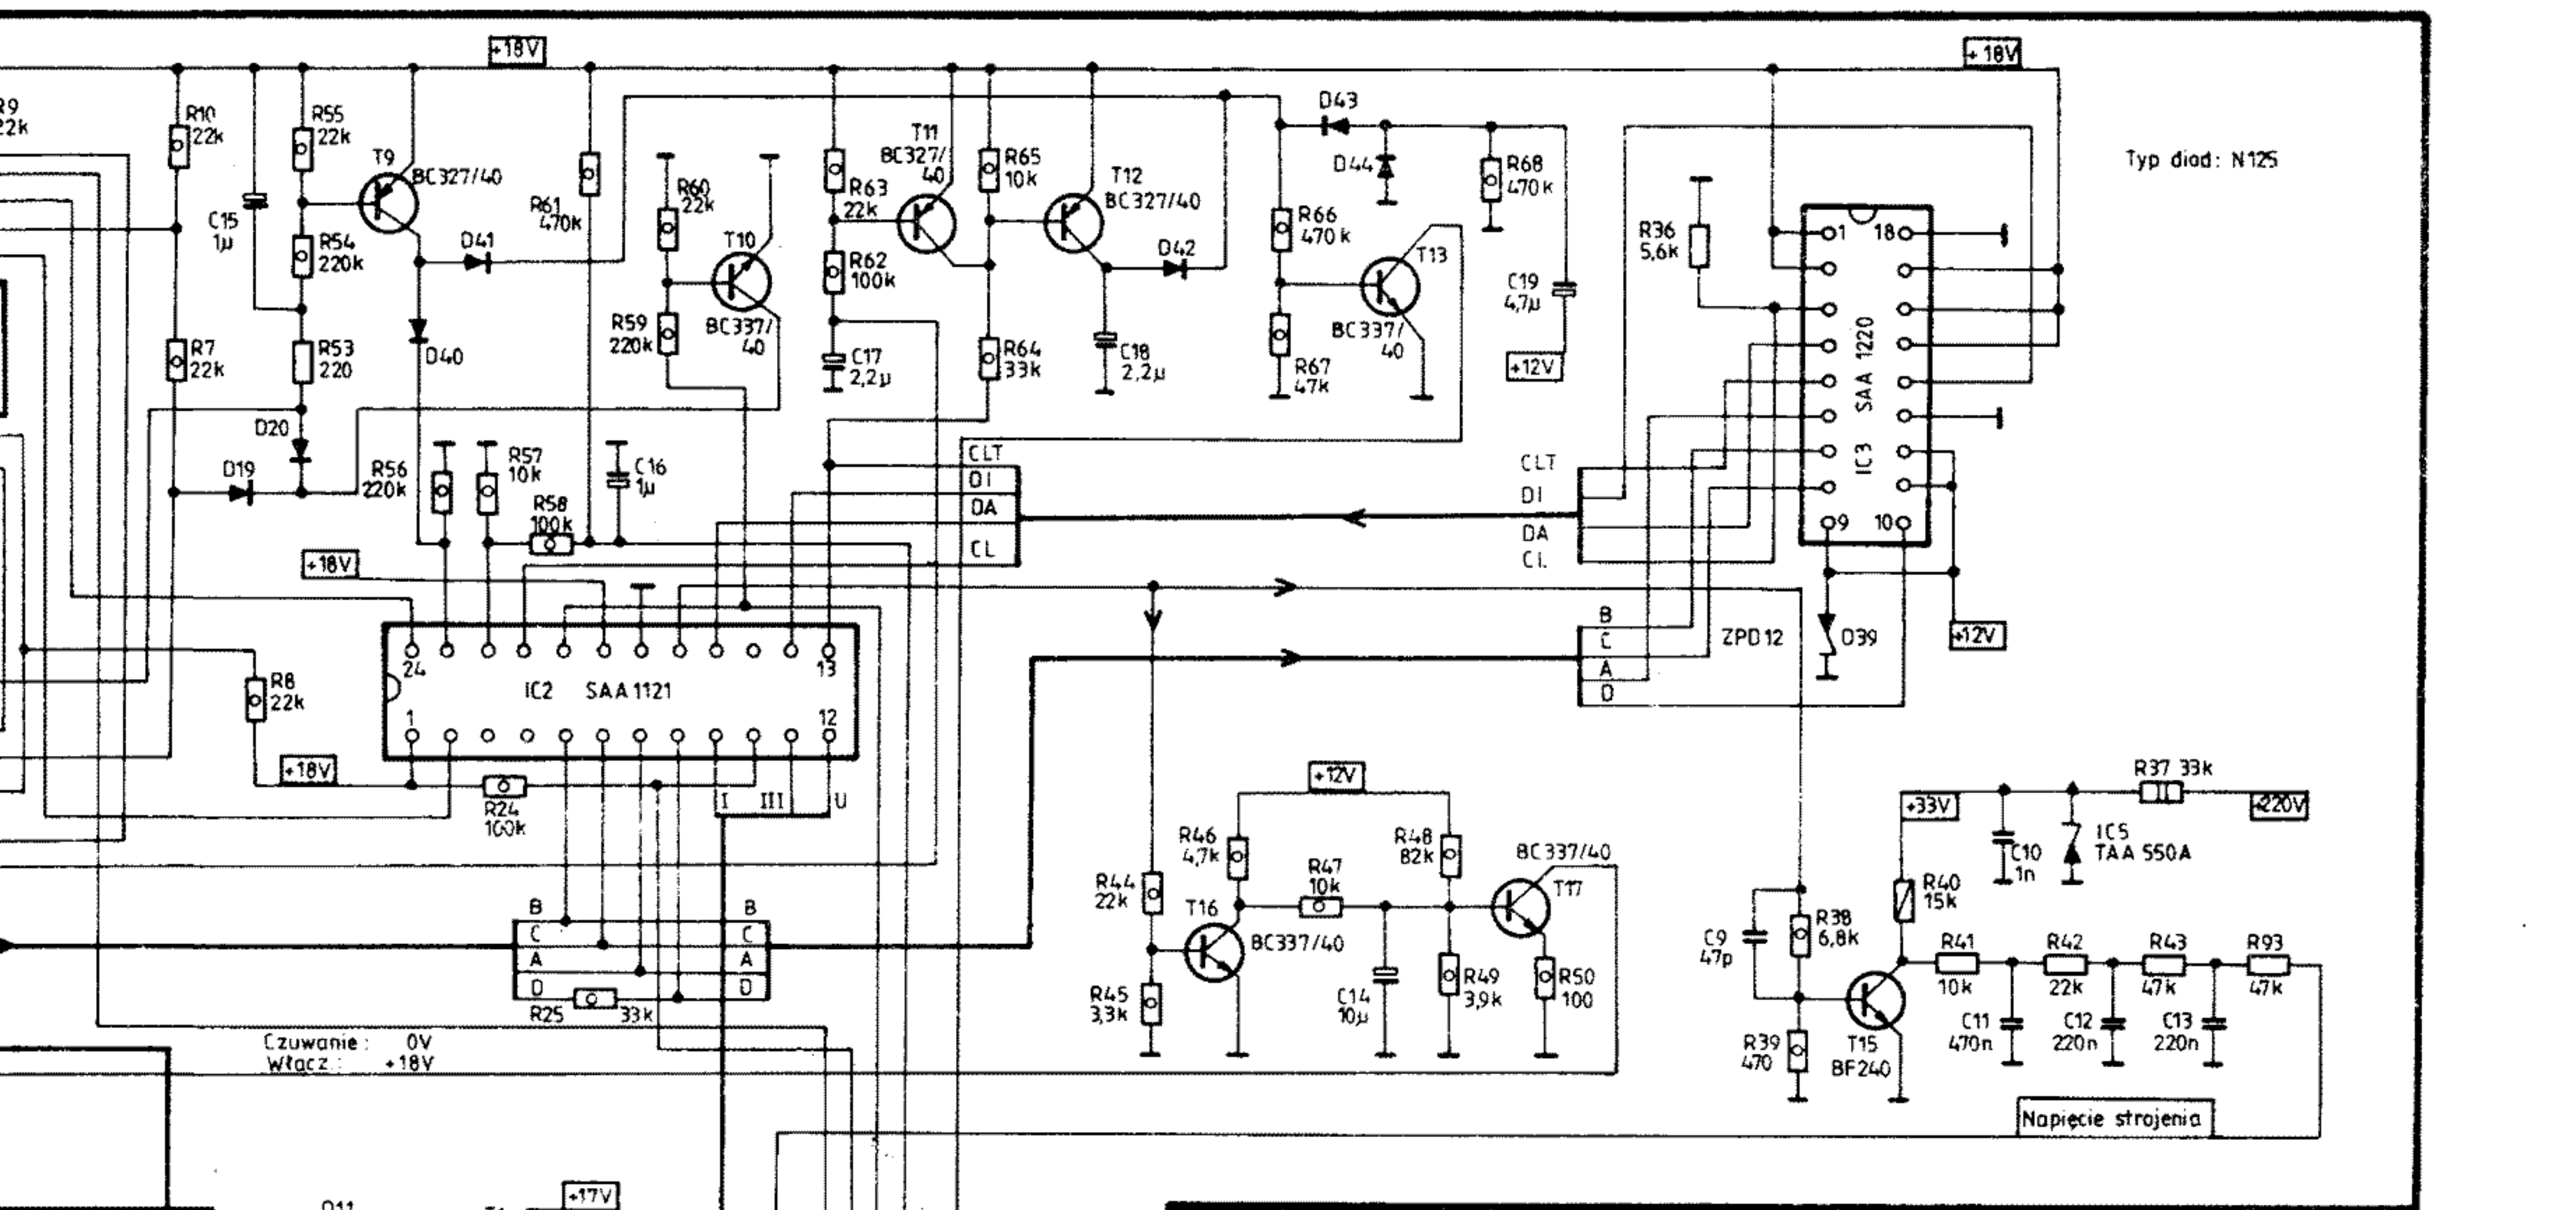 +18V
+18V
R9
22k
R10
22k
R55
22k
T9
BC327/40
C15
1µ
R54
220k
D41
D40
R53
220
R7
22k
D20
D19
R61
470k
R60
22k
T10
BC337/
40
R59
220k
R63
22k
R62
100k
C17
2,2µ
T11
BC327/
40
R65
10k
T12
BC327/40
D42
R64
33k
C18
2,2µ
D43
D44
R68
470k
R66
470k
T13
BC337/
40
R67
47k
C19
4,7µ
+12V
R36
5,6k
Typ diod: N125
1 18
IC3 SAA 1220
9 10
R56
220k
R57
10k
R58
100k
C16
1µ
CLT
DI
DA
CL
CLT
DI
DA
CL
+18V
24 13
IC2 SAA1121
1 12
R8
22k
+18V
R24
100k
I III U
B
C
A
D
ZPD12
D39
+12V
B
C
A
D
B
C
A
D
R25 33k
Czuwanie: 0V
Włącz.: +18V
+12V
R46
4,7k
R48
82k
R47
10k
BC337/40
T17
R44
22k
T16
BC337/40
R45
3,3k
C14
10µ
R49
3,9k
R50
100
R37 33k
+33V
+220V
C10
1n
IC5
TAA 550A
R40
15k
C9
47p
R38
6,8k
R41
10k
R42
22k
R43
47k
R93
47k
R39
470
T15
BF240
C11
470n
C12
220n
C13
220n
Napięcie strojenia
+17V